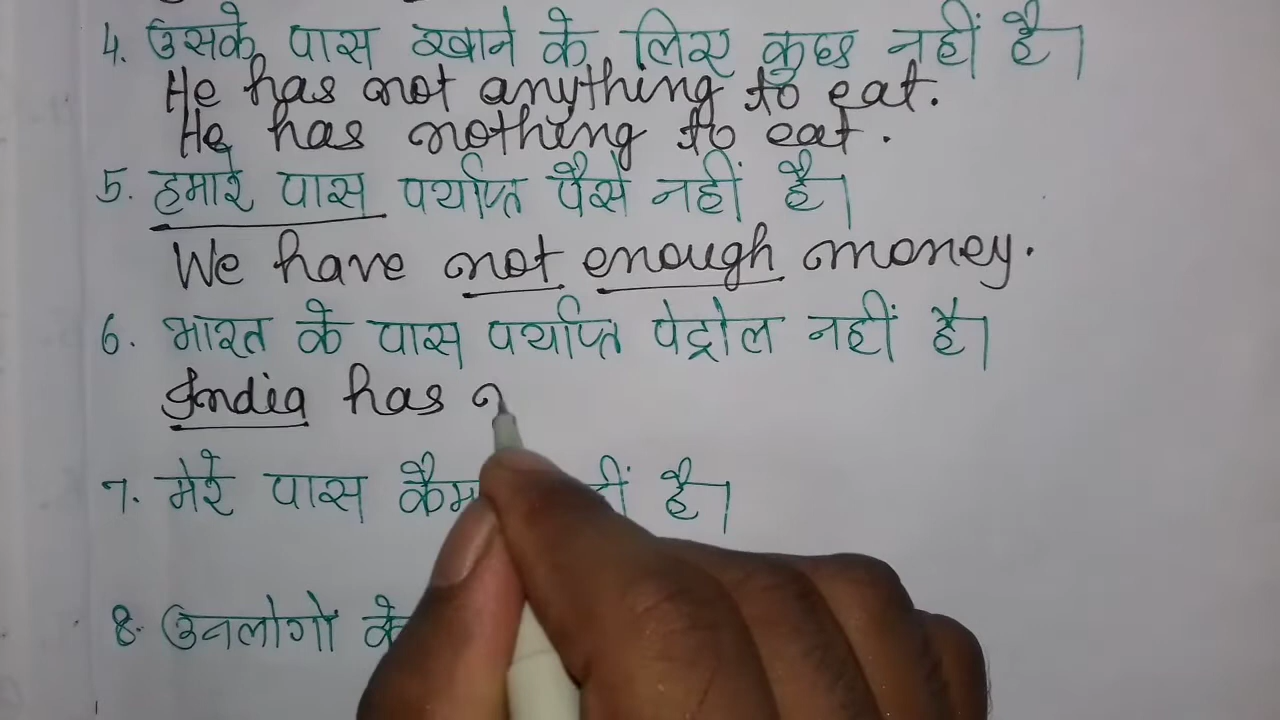 4. उसके पास खाने के लिए कुछ नहीं है।
He has not anything to eat.
He has nothing to eat.
5. हमारे पास पर्याप्त पैसे नहीं है।
We have not enough money.
6. भारत के पास पर्याप्त पेट्रोल नहीं है।
India has
7. मेरे पास है।
8. उनलोगों के